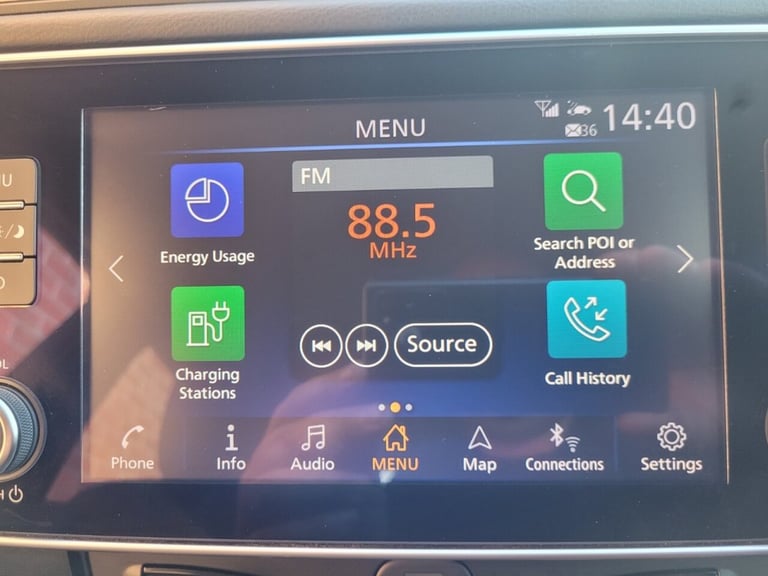 MENU
36
14:40
FM
88.5
MHz
Energy Usage
Search POI or
Address
Charging
Stations
Source
Call History
Phone
Info
Audio
MENU
Map
Connections
Settings